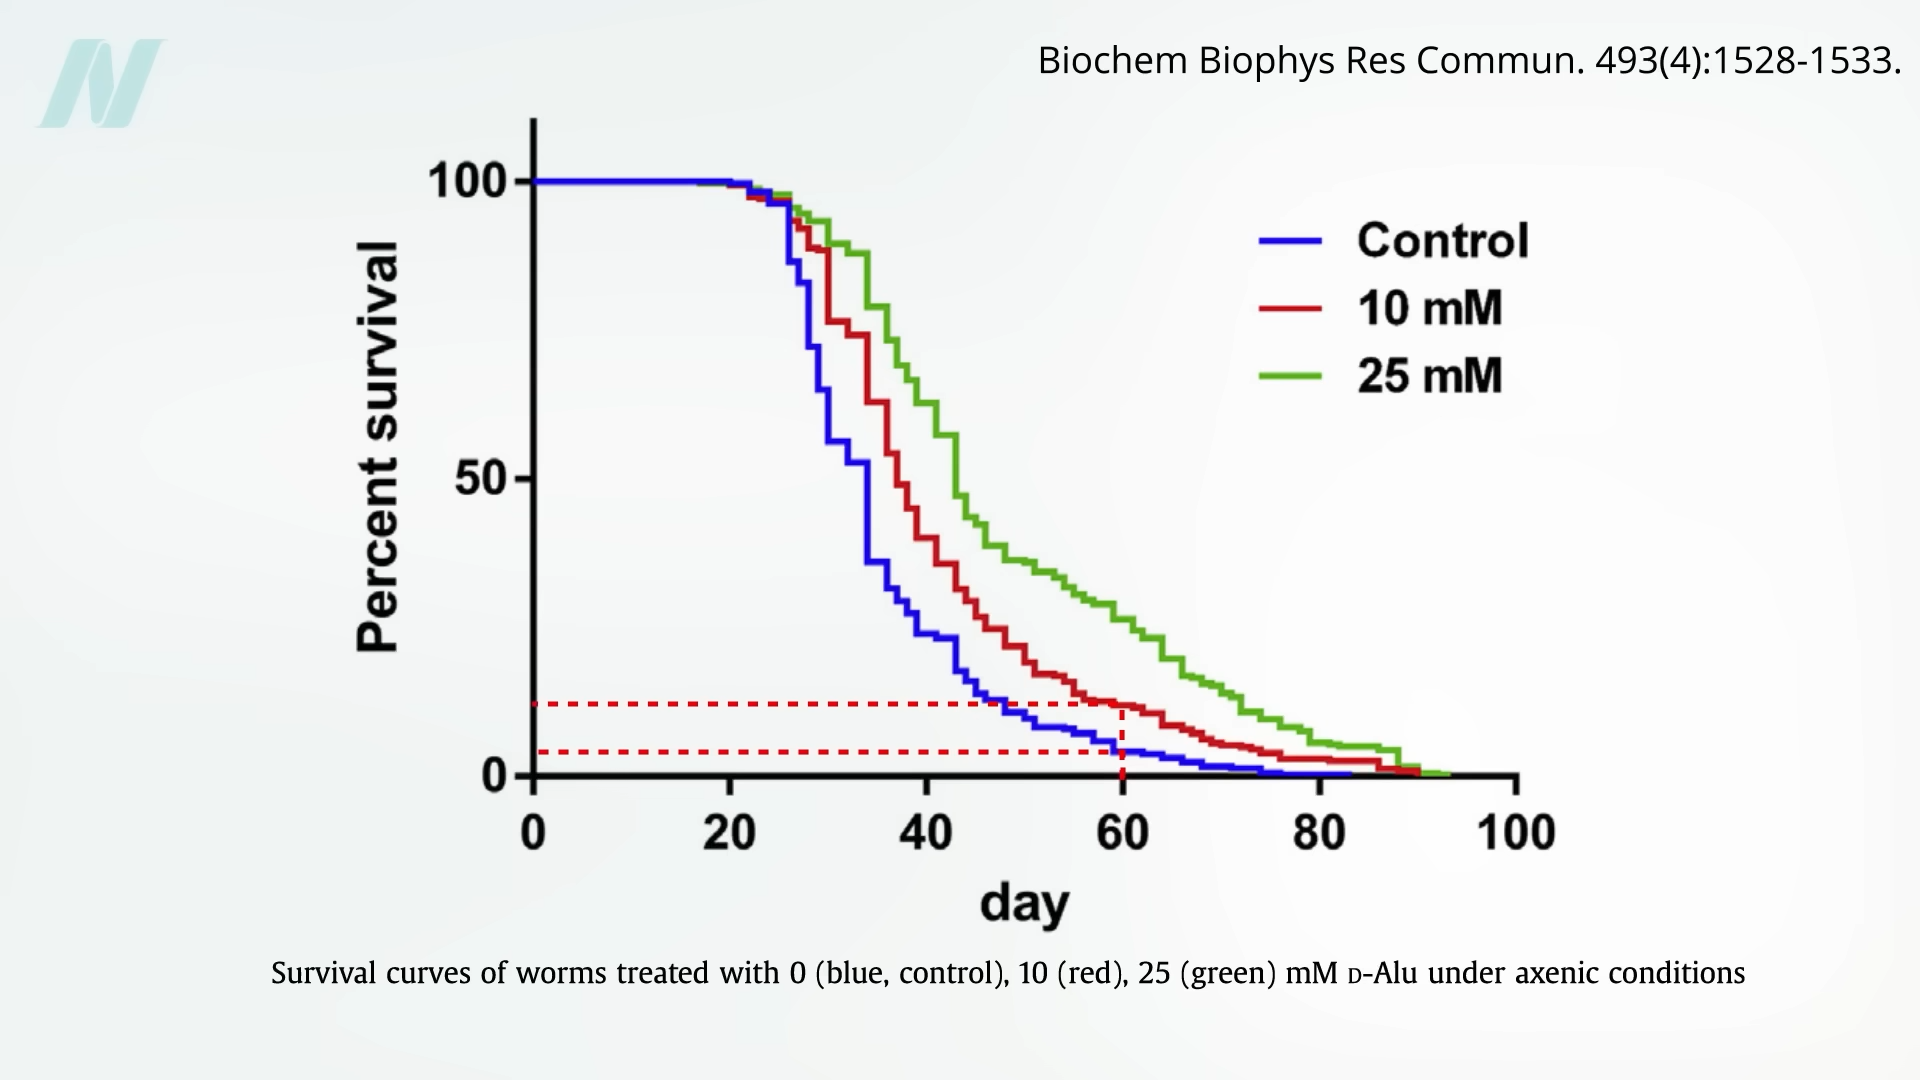 Biochem Biophys Res Commun. 493(4):1528-1533.
100
50
0
Percent survival
Control
10 mM
25 mM
0 20 40 60 80 100
day
Survival curves of worms treated with 0 (blue, control), 10 (red), 25 (green) mM D-Alu under axenic conditions